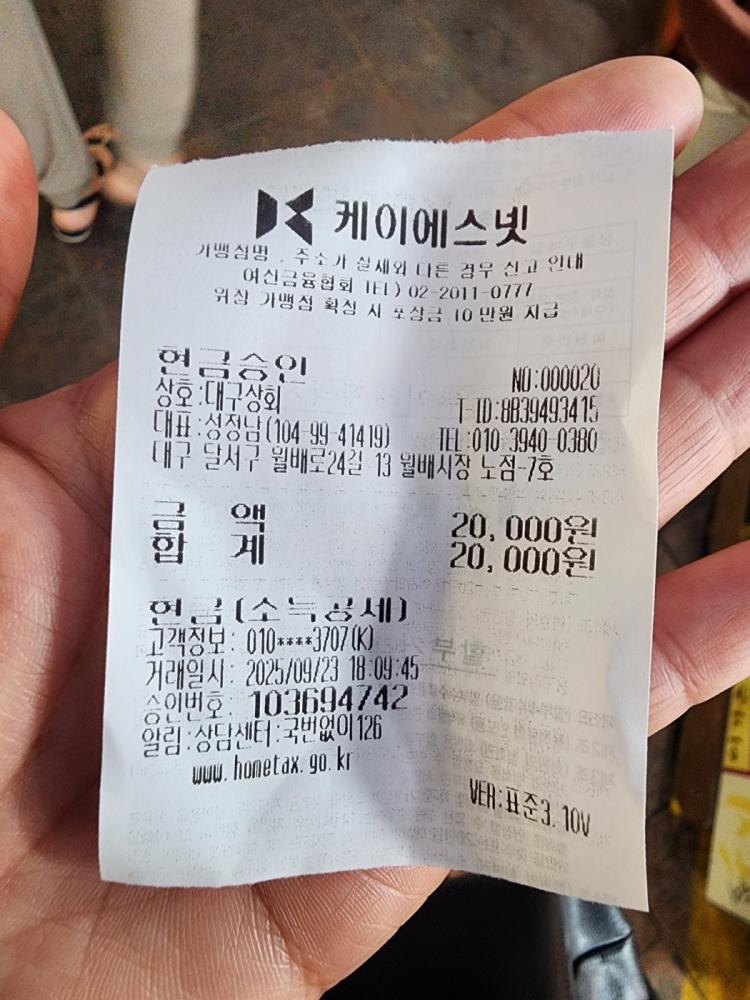 케이에스넷
가맹점명, 주소가 실제와 다른 경우 신고 안내
여신금융협회 TEL) 02-2011-0777
위장 가맹점 확정 시 포상금 10 만원 지급
현금승인
NO:000020
상호:대구상회
T-ID:8B39493415
대표:성정남(104-99-41419) TEL:010-3940-0380
대구 달서구 월배로24길 13 월배시장 노점-7호
금 액 20,000원
합 계 20,000원
현금(소득공제)
고객정보: 010****3707(K)
거래일시: 2025/09/23 18:09:45
승인번호: 103694742
알림:상담센터:국번없이126
www.hometax.go.kr
VER:표준3.10V